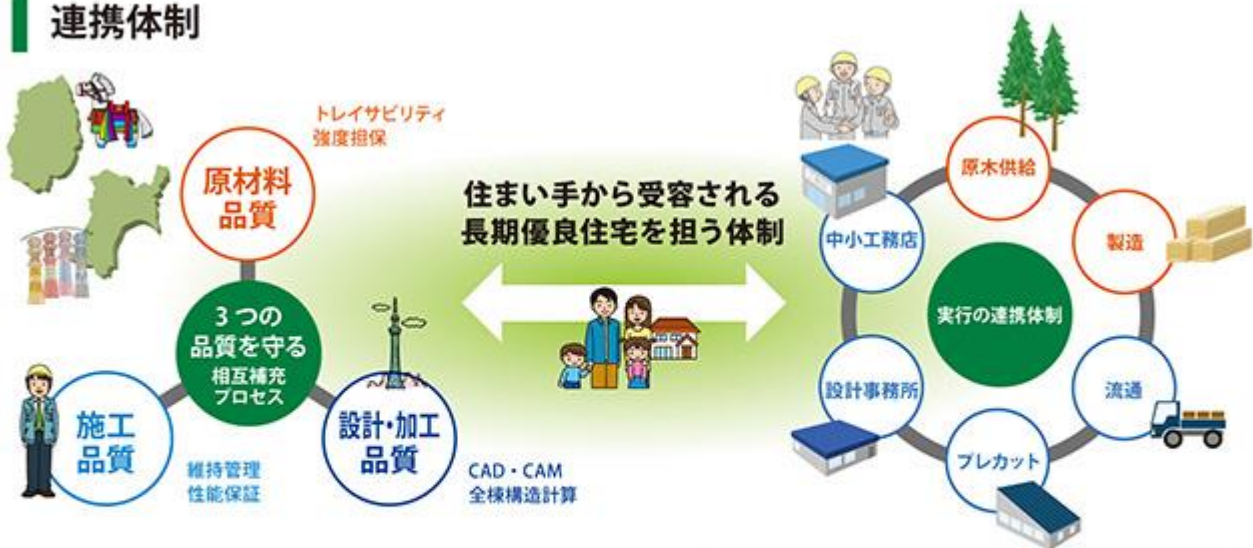 連携体制
トレイサビリティ
強度担保
原材料
品質
3つの
品質を守る
相互補充
プロセス
施工
品質
維持管理
性能保証
設計・加工
品質
CAD・CAM
全棟構造計算
住まい手から受容される
長期優良住宅を担う体制
原木供給
製造
流通
プレカット
設計事務所
中小工務店
実行の連携体制